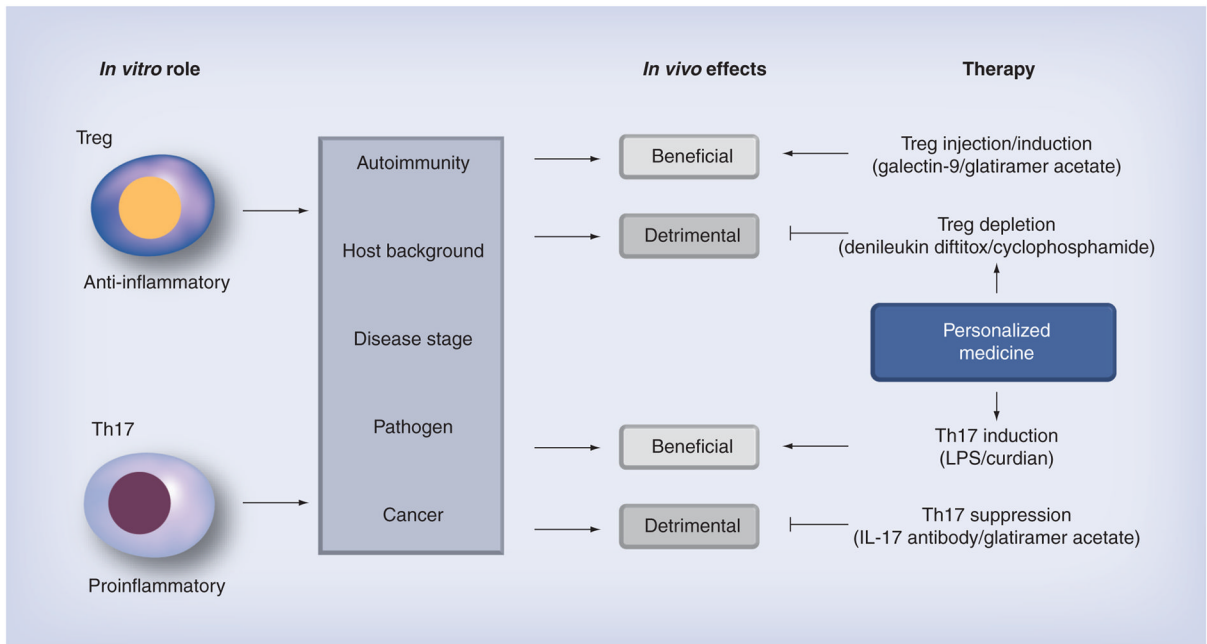 In vitro role
In vivo effects
Therapy
Treg
Anti-inflammatory
Th17
Proinflammatory
Autoimmunity
Host background
Disease stage
Pathogen
Cancer
Beneficial
Detrimental
Beneficial
Detrimental
Treg injection/induction
(galectin-9/glatiramer acetate)
Treg depletion
(denileukin diftitox/cyclophosphamide)
Personalized
medicine
Th17 induction
(LPS/curdian)
Th17 suppression
(IL-17 antibody/glatiramer acetate)